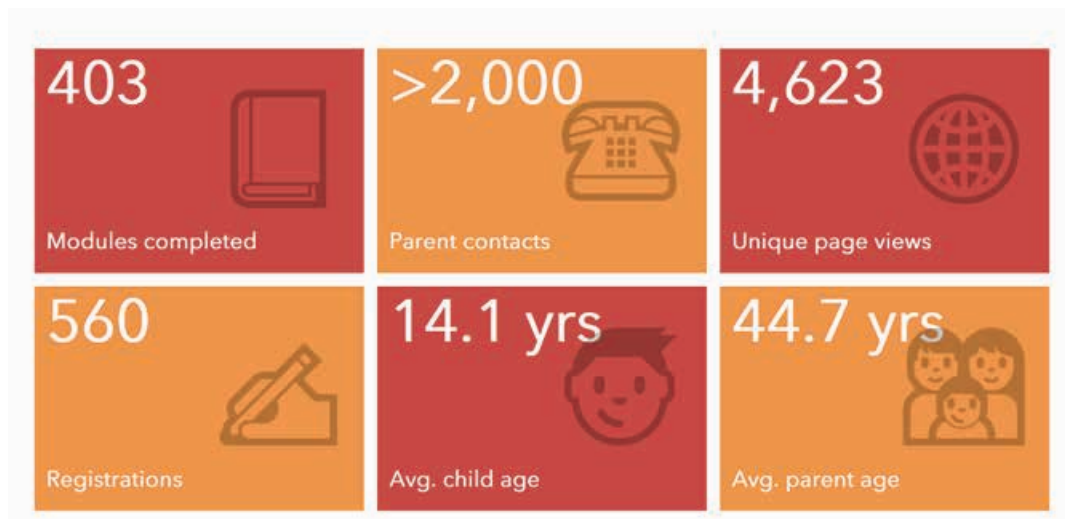 403
Modules completed
>2,000
Parent contacts
4,623
Unique page views
560
Registrations
14.1 yrs
Avg. child age
44.7 yrs
Avg. parent age